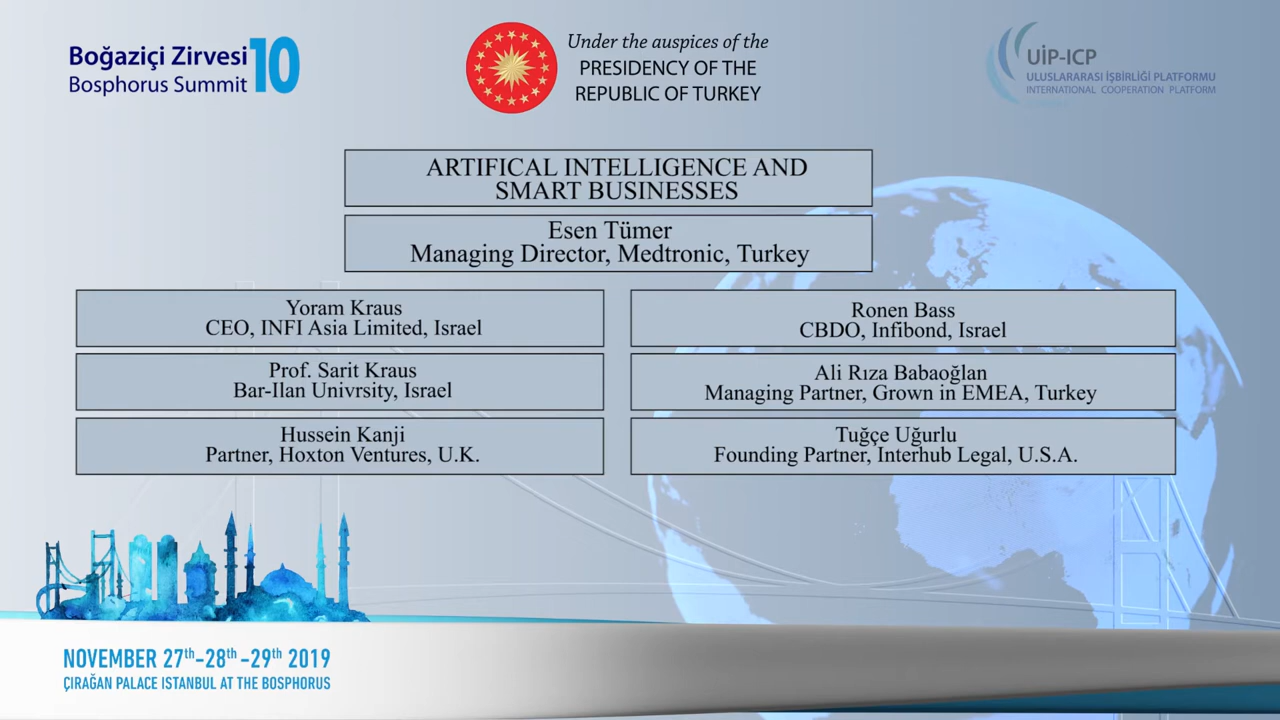 Boğaziçi Zirvesi
Bosphorus Summit
10
Under the auspices of the
PRESIDENCY OF THE
REPUBLIC OF TURKEY
UİP-ICP
ULUSLARARASI İŞBİRLİĞİ PLATFORMU
INTERNATIONAL COOPERATION PLATFORM
ARTIFICAL INTELLIGENCE AND
SMART BUSINESSES
Esen Tümer
Managing Director, Medtronic, Turkey
Yoram Kraus
CEO, INFI Asia Limited, Israel
Ronen Bass
CBDO, Infibond, Israel
Prof. Sarit Kraus
Bar-Ilan Univrsity, Israel
Ali Rıza Babaoğlan
Managing Partner, Grown in EMEA, Turkey
Hussein Kanji
Partner, Hoxton Ventures, U.K.
Tuğçe Uğurlu
Founding Partner, Interhub Legal, U.S.A.
NOVEMBER 27th-28th-29th 2019
ÇIRAĞAN PALACE ISTANBUL AT THE BOSPHORUS